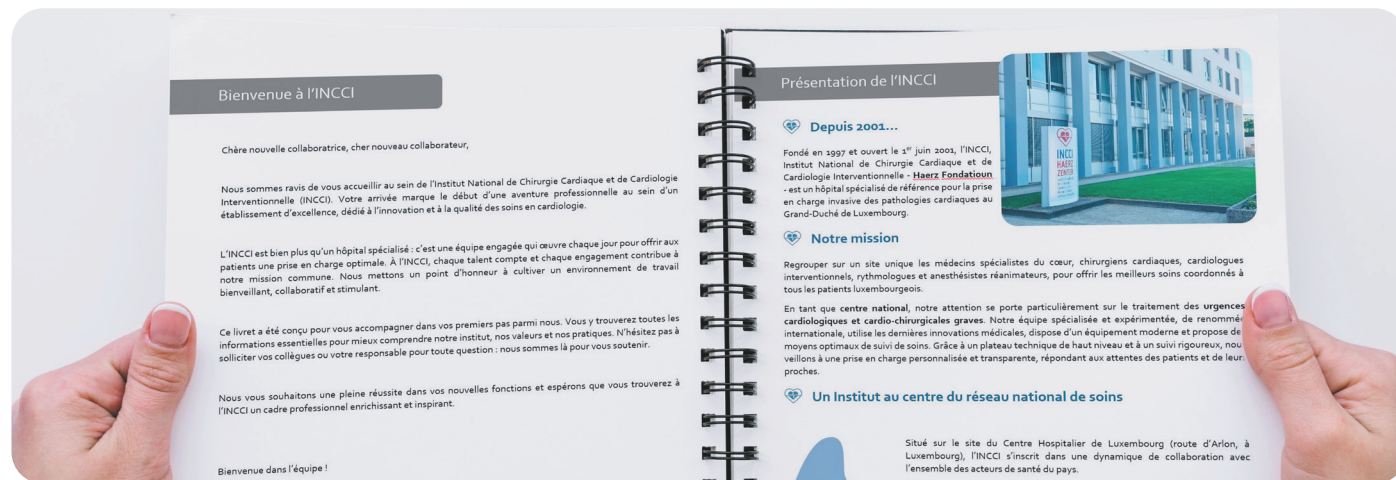 Bienvenue à l'INCCI
Chère nouvelle collaboratrice, cher nouveau collaborateur,
Nous sommes ravis de vous accueillir au sein de l'Institut National de Chirurgie Cardiaque et de Cardiologie
Interventionnelle (INCCI). Votre arrivée marque le début d'une aventure professionnelle au sein d'un
établissement d'excellence, dédié à l'innovation et à la qualité des soins en cardiologie.
L'INCCI est bien plus qu'un hôpital spécialisé : c'est une équipe engagée qui œuvre chaque jour pour offrir aux
patients une prise en charge optimale. À l'INCCI, chaque talent compte et chaque engagement contribue à
notre mission commune. Nous mettons un point d'honneur à cultiver un environnement de travail
bienveillant, collaboratif et stimulant.
Ce livret a été conçu pour vous accompagner dans vos premiers pas parmi nous. Vous y trouverez toutes les
informations essentielles pour mieux comprendre notre institut, nos valeurs et nos pratiques. N'hésitez pas à
solliciter vos collègues ou votre responsable pour toute question : nous sommes là pour vous soutenir.
Nous vous souhaitons une pleine réussite dans vos nouvelles fonctions et espérons que vous trouverez à
l'INCCI un cadre professionnel enrichissant et inspirant.
Bienvenue dans l'équipe !
Présentation de l'INCCI
INCCI
HAERZ
ZENTER
Depuis 2001...
Fondé en 1997 et ouvert le 1er juin 2001, l'INCCI,
Institut National de Chirurgie Cardiaque et de
Cardiologie Interventionnelle - Haerz Fondatioun
- est un hôpital spécialisé de référence pour la prise
en charge invasive des pathologies cardiaques au
Grand-Duché de Luxembourg.
Notre mission
Regrouper sur un site unique les médecins spécialistes du cœur, chirurgiens cardiaques, cardiologues
interventionnels, rythmologues et anesthésistes réanimateurs, pour offrir les meilleurs soins coordonnés à
tous les patients luxembourgeois.
En tant que centre national, notre attention se porte particulièrement sur le traitement des urgences
cardiologiques et cardio-chirurgicales graves. Notre équipe spécialisée et expérimentée, de renommée
internationale, utilise les dernières innovations médicales, dispose d'un équipement moderne et propose de
moyens optimaux de suivi de soins. Grâce à un plateau technique de haut niveau et à un suivi rigoureux, nou
veillons à une prise en charge personnalisée et transparente, répondant aux attentes des patients et de leur
proches.
Un Institut au centre du réseau national de soins
Situé sur le site du Centre Hospitalier de Luxembourg (route d'Arlon, à
Luxembourg), l'INCCI s'inscrit dans une dynamique de collaboration avec
l'ensemble des acteurs de santé du pays.